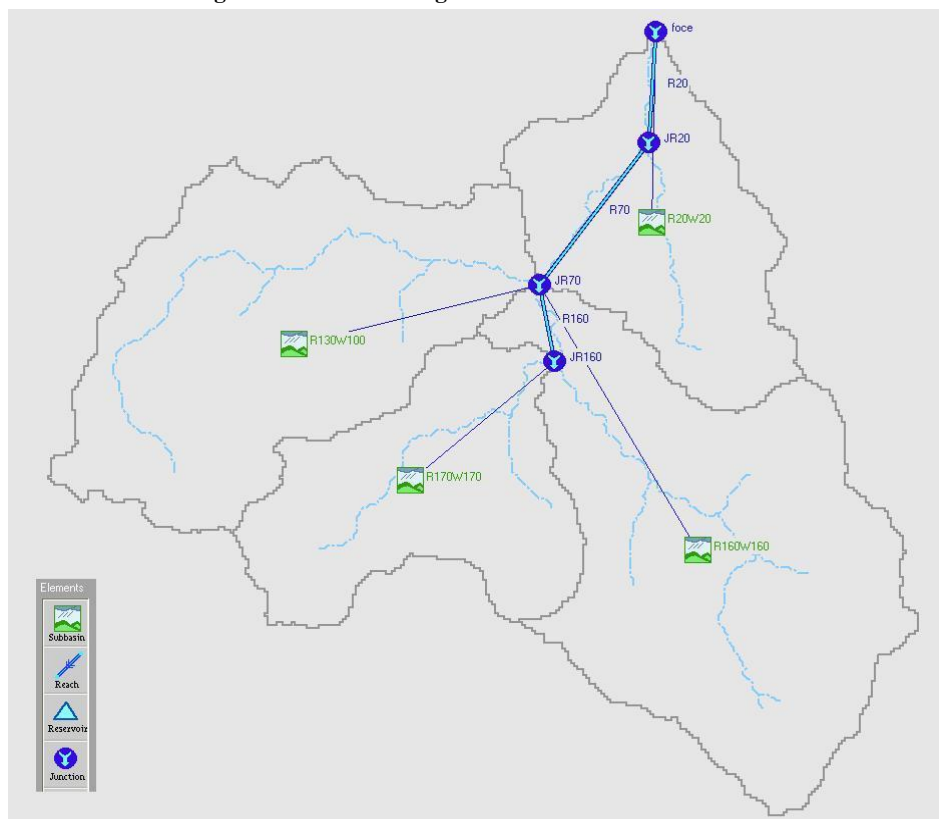 foce
R20
JR20
R20W20
R70
JR70
R160
R130W100
JR160
R170W170
R160W160
Elements
Subbasin
Reach
Reservoir
Junction